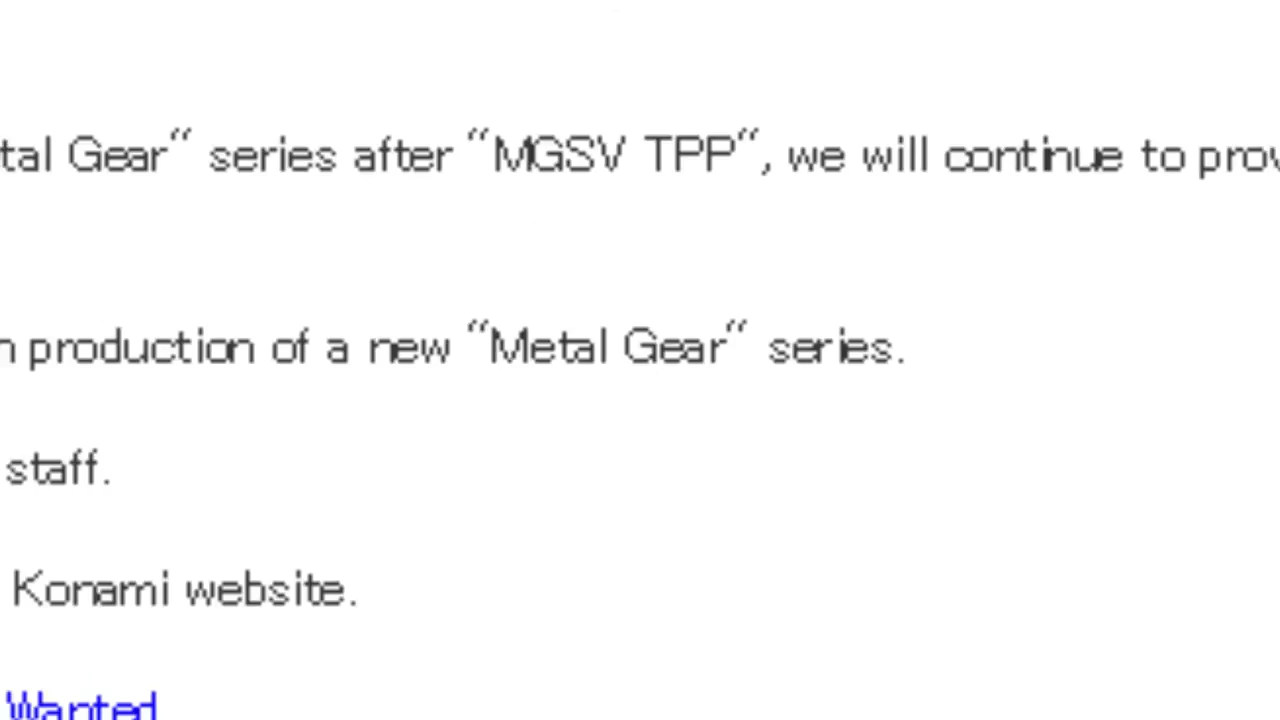 tal Gear“ series after “MGSV TPP“, we will continue to prov
n production of a new “Metal Gear“ series.
staff.
Konami website.
Wanted